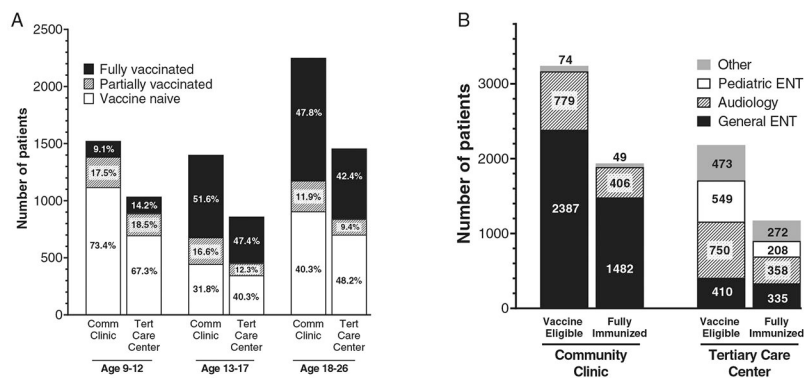 A
Number of patients
2500
2000
1500
1000
500
0
Fully vaccinated
Partially vaccinated
Vaccine naive
9.1%
17.5%
73.4%
14.2%
18.5%
67.3%
51.6%
16.6%
31.8%
47.4%
12.3%
40.3%
47.8%
11.9%
40.3%
42.4%
9.4%
48.2%
Comm Clinic
Tert Care Center
Comm Clinic
Tert Care Center
Comm Clinic
Tert Care Center
Age 9-12
Age 13-17
Age 18-26
B
Number of patients
3000
2000
1000
0
Other
Pediatric ENT
Audiology
General ENT
74
779
2387
49
406
1482
473
549
750
410
272
208
358
335
Vaccine Eligible
Fully Immunized
Vaccine Eligible
Fully Immunized
Community Clinic
Tertiary Care Center